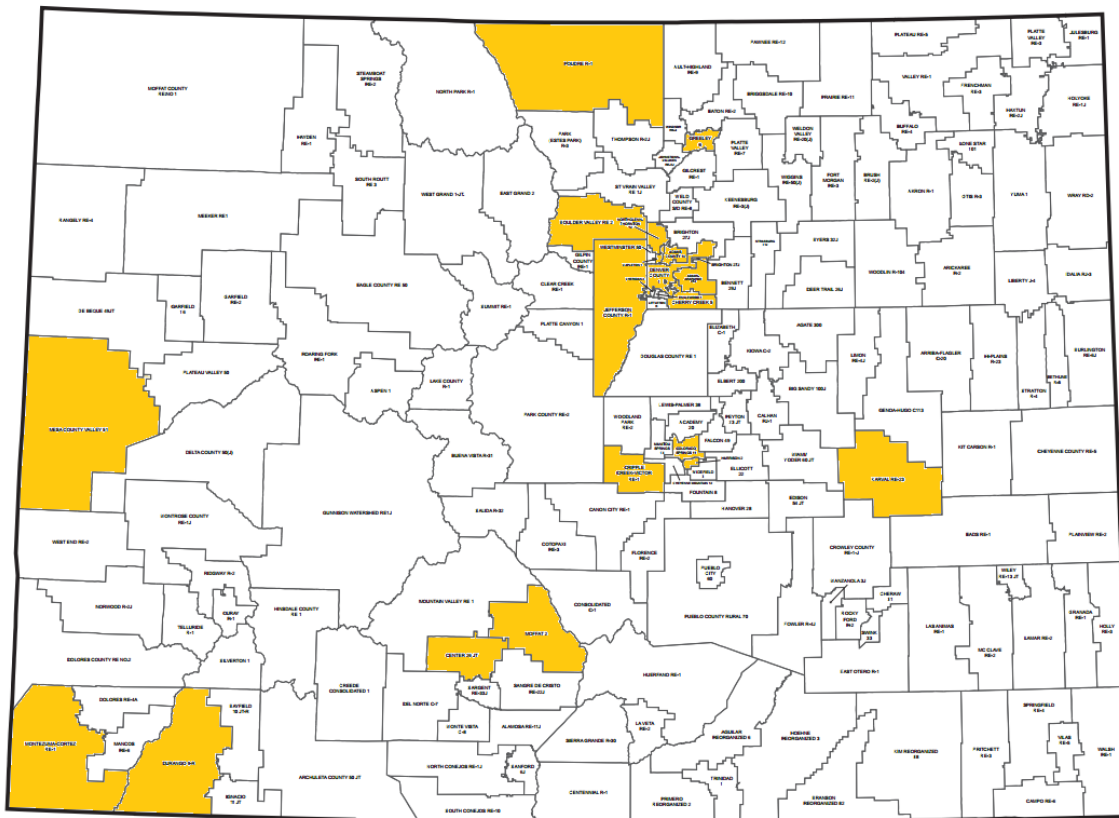 POUDRE R-1
PAWNEE RE-12
PLATEAU RE-5
PLATTE
VALLEY
RE-3
JULESBURG
RE-1
MOFFAT COUNTY
RE:NO 1
STEAMBOAT
SPRINGS
RE-2
NORTH PARK R-1
AULT-HIGHLAND
RE-9
BRIGGSDALE RE-10
PRAIRIE RE-11
VALLEY RE-1
FRENCHMAN
RE-3
HAXTUN
RE-2J
HOLYOKE
RE-1J
HAYDEN
RE-1
EATON RE-2
BUFFALO
RE-4
LONE STAR
101
PARK
(ESTES PARK)
R-3
THOMPSON R-2J
GREELEY
6
PLATTE
VALLEY
RE-7
WELDON
VALLEY
RE-20(J)
SOUTH ROUTT
RE 3
WEST GRAND 1-JT.
EAST GRAND 2
GILCREST
RE-1
WIGGINS
RE-50(J)
FORT
MORGAN
RE-3
BRUSH
RE-2(J)
AKRON R-1
OTIS R-3
YUMA 1
WRAY RD-2
RANGELY RE-4
MEEKER RE1
ST VRAIN VALLEY
RE 1J
WELD
COUNTY
S/D RE-8
KEENESBURG
RE-3(J)
BOULDER VALLEY RE 2
BRIGHTON
27J
BYERS 32J
GILPIN
COUNTY
RE-1
WESTMINSTER 50
DENVER
COUNTY
1
BRIGHTON 27J
BENNETT
29J
DEER TRAIL 26J
WOODLIN R-104
ARICKAREE
R-2
LIBERTY J-4
IDALIA RJ-3
DE BEQUE 49JT
GARFIELD
16
GARFIELD
RE-2
EAGLE COUNTY RE 50
SUMMIT RE-1
CLEAR CREEK
RE-1
CHERRY CREEK 5
JEFFERSON
COUNTY R-1
PLATTE CANYON 1
ELIZABETH
C-1
AGATE 300
KIOWA C-2
LIMON
RE-4J
ARRIBA-FLAGLER
C-20
HI-PLAINS
R-23
STRATTON
R-4
BETHUNE
R-5
BURLINGTON
RE-6J
ROARING FORK
RE-1
PLATEAU VALLEY 50
ASPEN 1
LAKE COUNTY
R-1
DOUGLAS COUNTY RE 1
ELBERT 200
BIG SANDY 100J
GENOA-HUGO C113
MESA COUNTY VALLEY 51
PARK COUNTY RE-2
WOODLAND
PARK
RE-2
LEWIS-PALMER 38
ACADEMY
20
PEYTON
23 JT
CALHAN
RJ-1
FALCON 49
KIT CARSON R-1
CHEYENNE COUNTY RE-5
DELTA COUNTY 50(J)
BUENA VISTA R-31
CRIPPLE
CREEK-VICTOR
RE-1
COLORADO
SPRINGS 11
ELLICOTT
22
MIAMI/
YODER 60 JT
KARVAL RE-23
FOUNTAIN 8
HANOVER 28
EDISON
54 JT
MONTROSE COUNTY
RE-1J
GUNNISON WATERSHED RE1J
SALIDA R-32
CANON CITY RE-1
WEST END RE-2
COTOPAXI
RE-3
FLORENCE
RE-2
CROWLEY COUNTY
RE-1-J
EADS RE-1
PLAINVIEW RE-2
RIDGWAY R-2
PUEBLO
CITY
60
MANZANOLA 3J
CHERAW
31
WILEY
RE-13 JT
NORWOOD R-2J
TELLURIDE
R-1
OURAY
R-1
HINSDALE COUNTY
RE 1
MOUNTAIN VALLEY RE 1
CONSOLIDATED
C-1
PUEBLO COUNTY RURAL 70
FOWLER R-4J
ROCKY
FORD
R-2
SWINK
33
LAS ANIMAS
RE-1
MC CLAVE
RE-2
LAMAR RE-2
GRANADA
RE-1
HOLLY
RE-3
MOFFAT 2
DOLORES COUNTY RE NO.2
SILVERTON 1
CENTER 26 JT
EAST OTERO R-1
CREEDE
CONSOLIDATED 1
SARGENT
RE-33J
SANGRE DE CRISTO
RE-22J
HUERFANO RE-1
DOLORES RE-4A
BAYFIELD
10 JT-R
DEL NORTE C-7
MONTE VISTA
C-8
ALAMOSA RE-11J
LA VETA
RE-2
SPRINGFIELD
RE-4
MONTEZUMA-CORTEZ
RE-1
MANCOS
RE-6
SIERRA GRANDE R-30
AGUILAR
REORGANIZED 6
HOEHNE
REORGANIZED 3
KIM REORGANIZED
88
PRITCHETT
RE-3
VILAS
RE-5
WALSH
RE-1
DURANGO 9-R
ARCHULETA COUNTY 50 JT
NORTH CONEJOS RE-1J
SANFORD
6J
TRINIDAD
1
IGNACIO
11 JT
CENTENNIAL R-1
PRIMERO
REORGANIZED 2
BRANSON
REORGANIZED 82
CAMPO RE-6
SOUTH CONEJOS RE-10